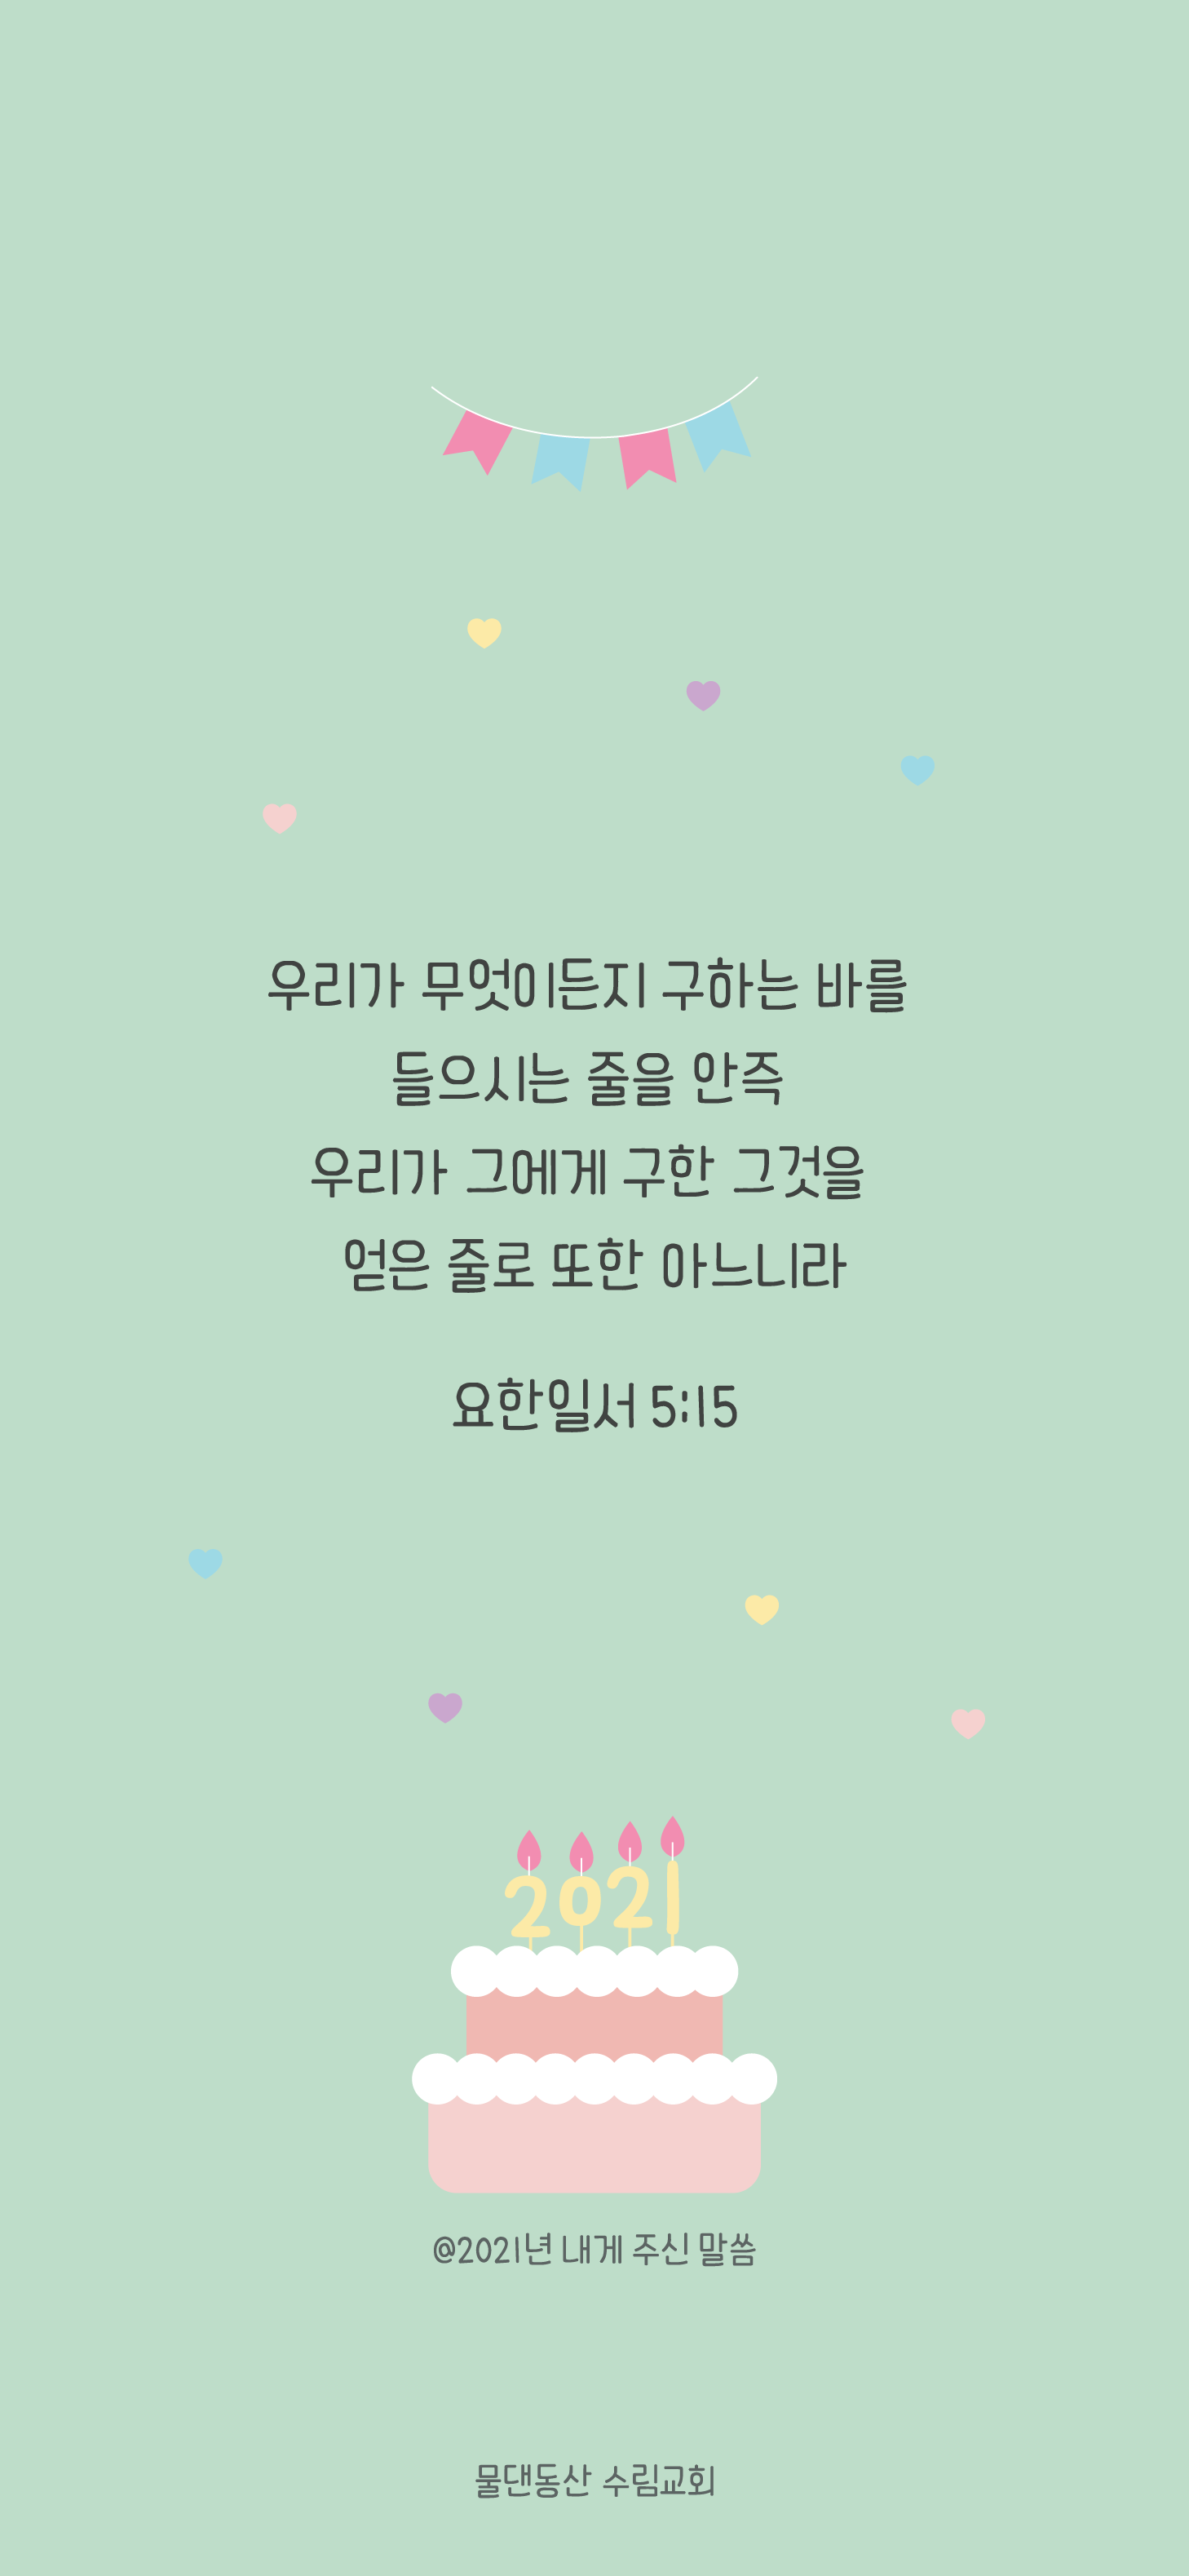 우리가 무엇이든지 구하는 바를
들으시는 줄을 안즉
우리가 그에게 구한 그것을
얻은 줄로 또한 아느니라
요한일서 5:15
2021
@2021년 내게 주신 말씀
물댄동산 수림교회